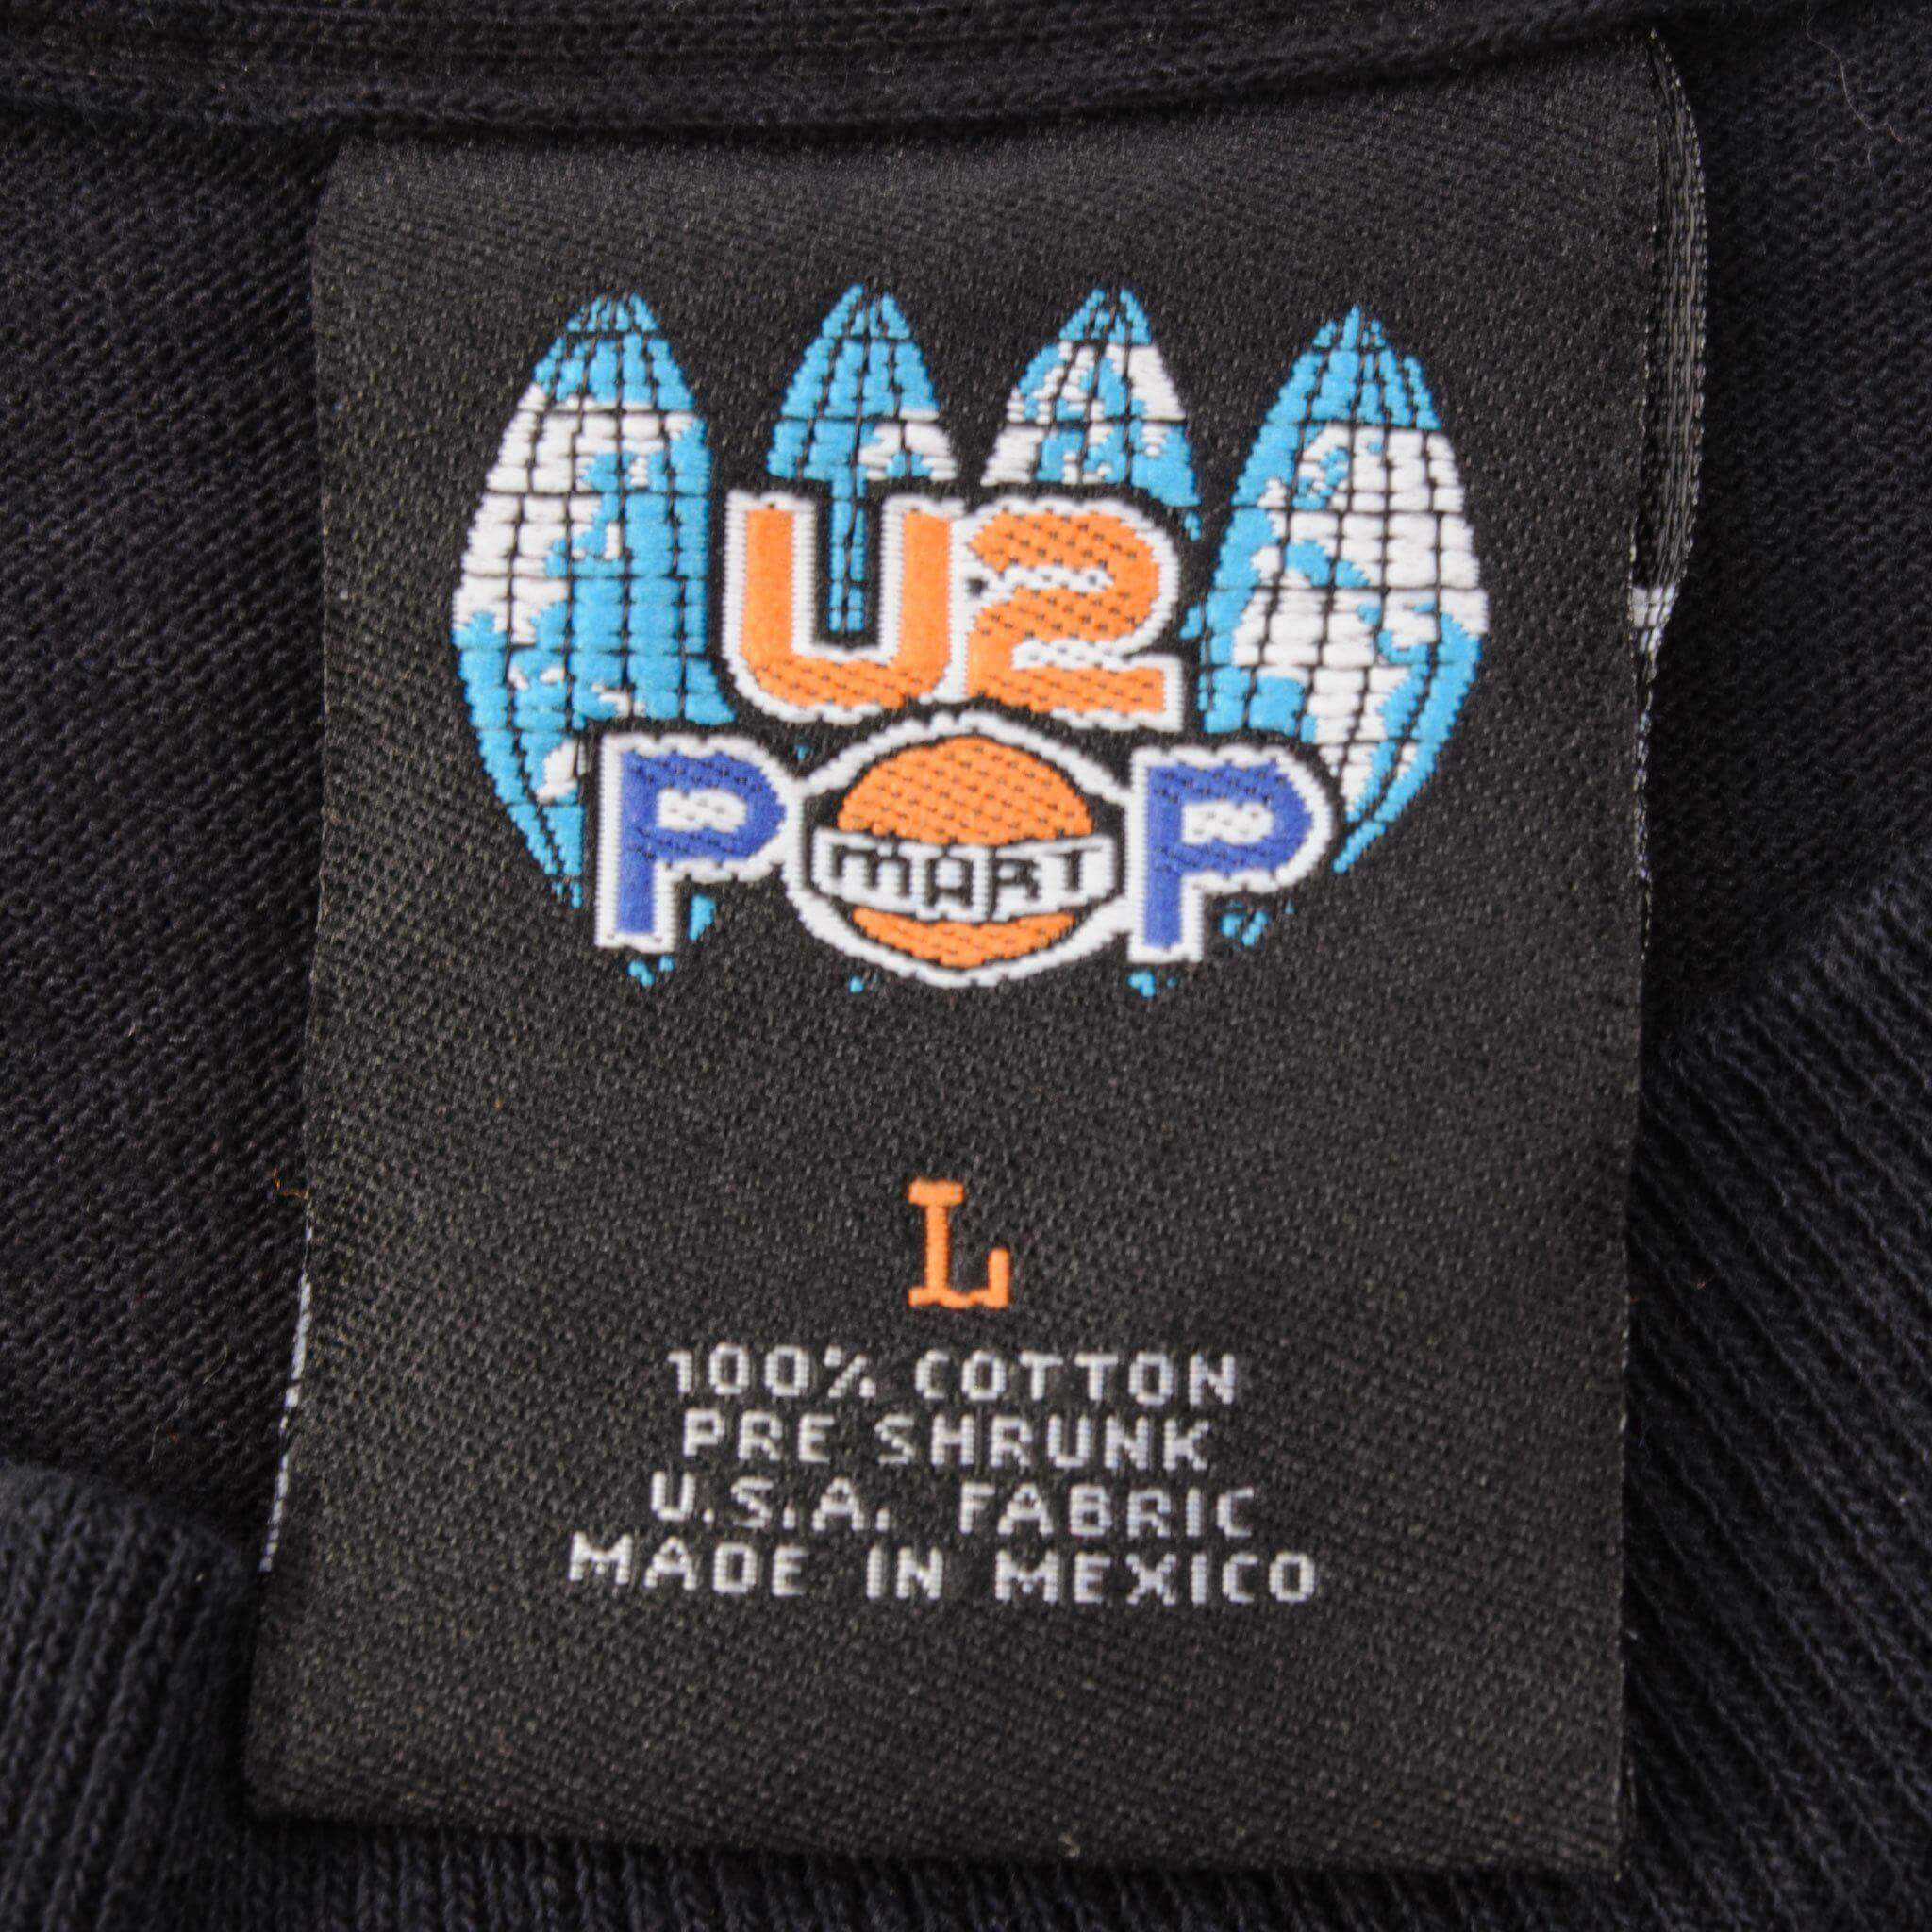 U2
POP
MART
L
100% COTTON
PRE SHRUNK
U.S.A. FABRIC
MADE IN MEXICO